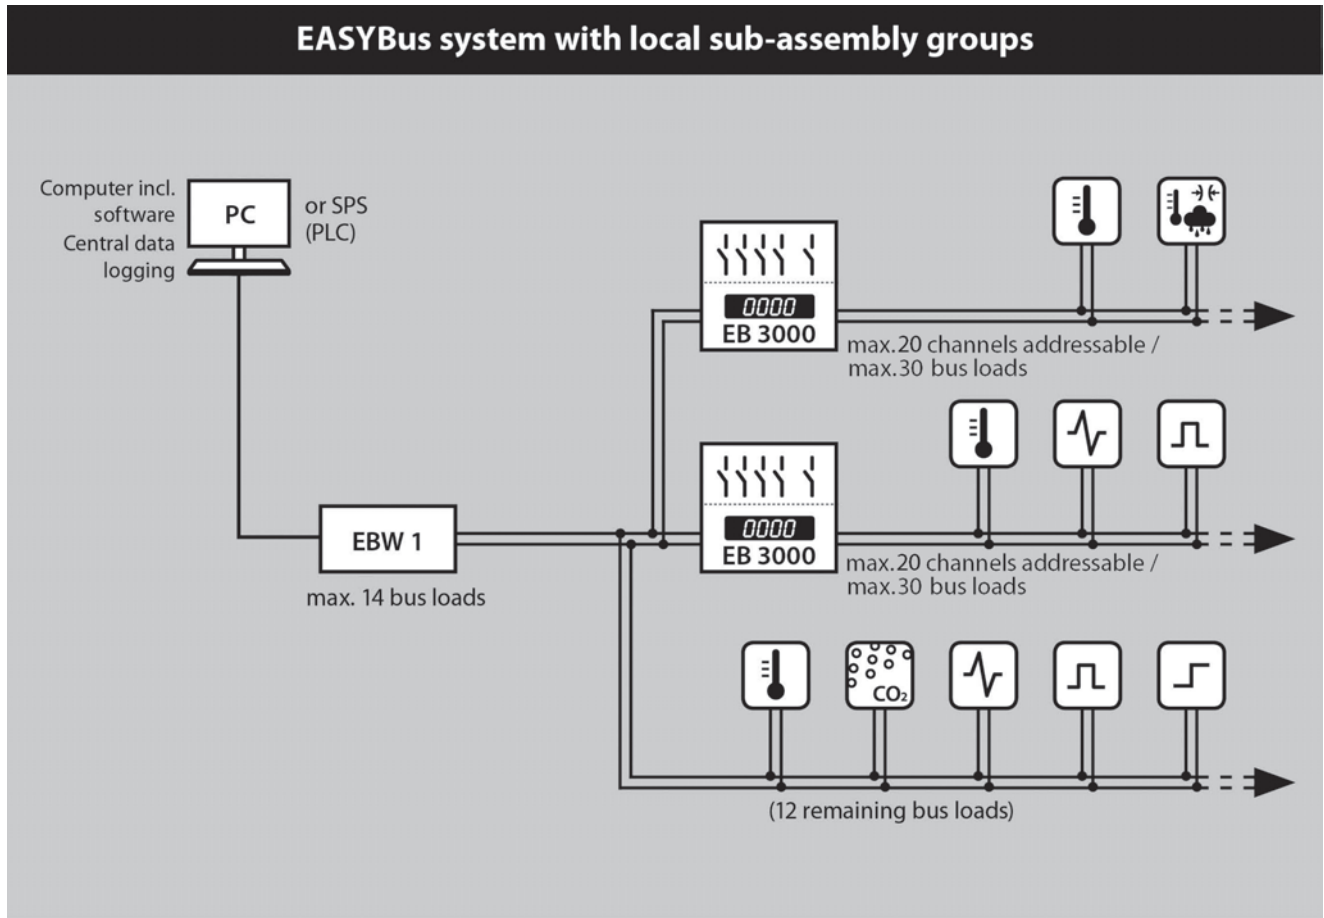 EASYBus system with local sub-assembly groups
Computer incl.
software
Central data
logging
PC
or SPS
(PLC)
0000
EB 3000
max.20 channels addressable /
max.30 bus loads
0000
EB 3000
max.20 channels addressable /
max.30 bus loads
EBW 1
max. 14 bus loads
CO₂
(12 remaining bus loads)